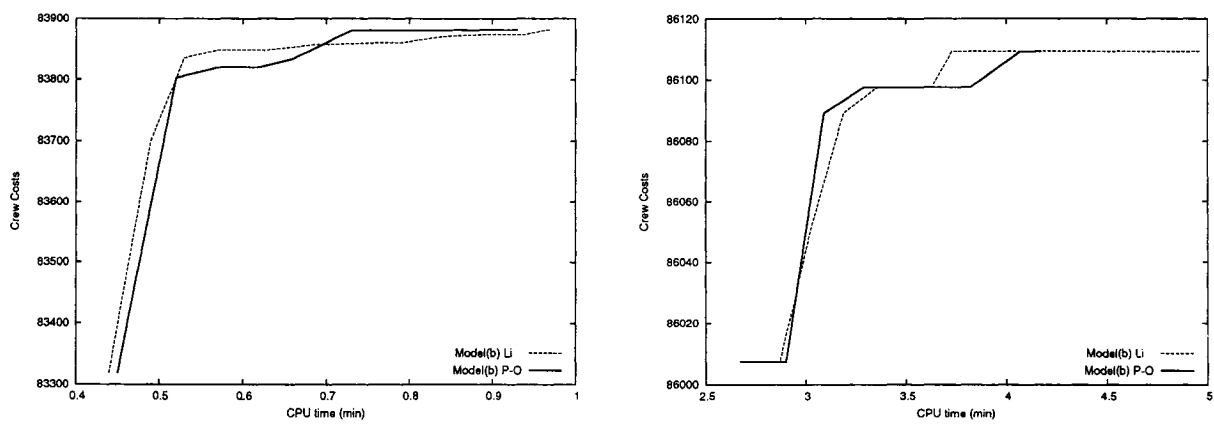 83900
83800
83700
83600
83500
83400
83300
Crew Costs
0.4 0.5 0.6 0.7 0.8 0.9 1
CPU time (min)
Model(b) Li
Model(b) P-O
86120
86100
86080
86060
86040
86020
86000
Crew Costs
2.5 3 3.5 4 4.5 5
CPU time (min)
Model(b) Li
Model(b) P-O